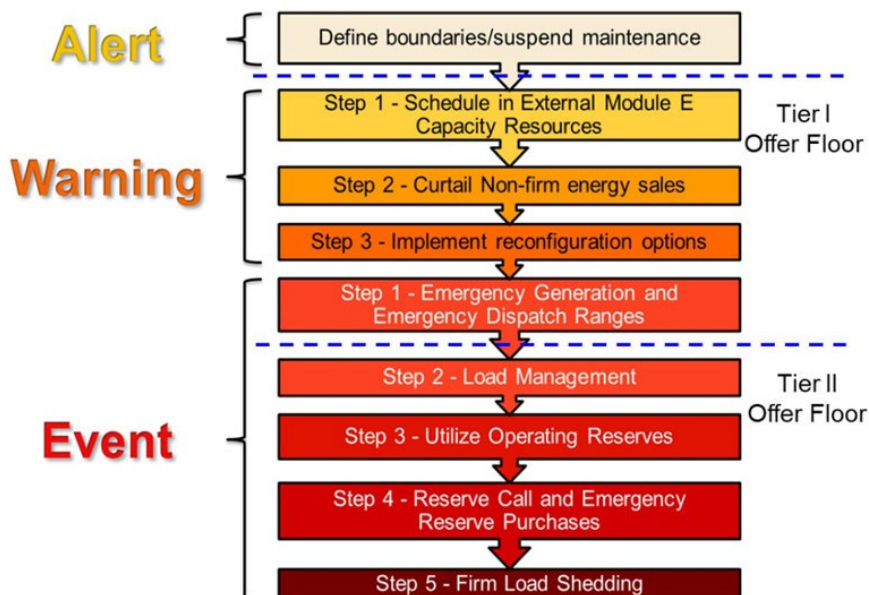 Alert
Define boundaries/suspend maintenance
Warning
Step 1 - Schedule in External Module E
Capacity Resources
Tier I
Offer Floor
Step 2 - Curtail Non-firm energy sales
Step 3 - Implement reconfiguration options
Event
Step 1 - Emergency Generation and
Emergency Dispatch Ranges
Step 2 - Load Management
Tier II
Offer Floor
Step 3 - Utilize Operating Reserves
Step 4 - Reserve Call and Emergency
Reserve Purchases
Step 5 - Firm Load Shedding